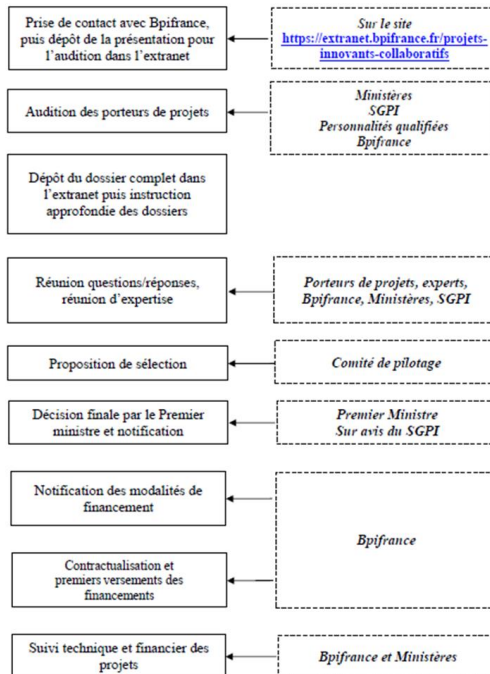 Prise de contact avec Bpifrance,
puis dépôt de la présentation pour
l'audition dans l'extranet
Sur le site
https://extranet.bpifrance.fr/projets-
innovants-collaboratifs
Audition des porteurs de projets
Ministères
SGPI
Personnalités qualifiées
Bpifrance
Dépôt du dossier complet dans
l'extranet puis instruction
approfondie des dossiers
Réunion questions/réponses,
réunion d'expertise
Porteurs de projets, experts,
Bpifrance, Ministères, SGPI
Proposition de sélection
Comité de pilotage
Décision finale par le Premier
ministre et notification
Premier Ministre
Sur avis du SGPI
Notification des modalités de
financement
Bpifrance
Contractualisation et
premiers versements des
financements
Suivi technique et financier des
projets
Bpifrance et Ministères